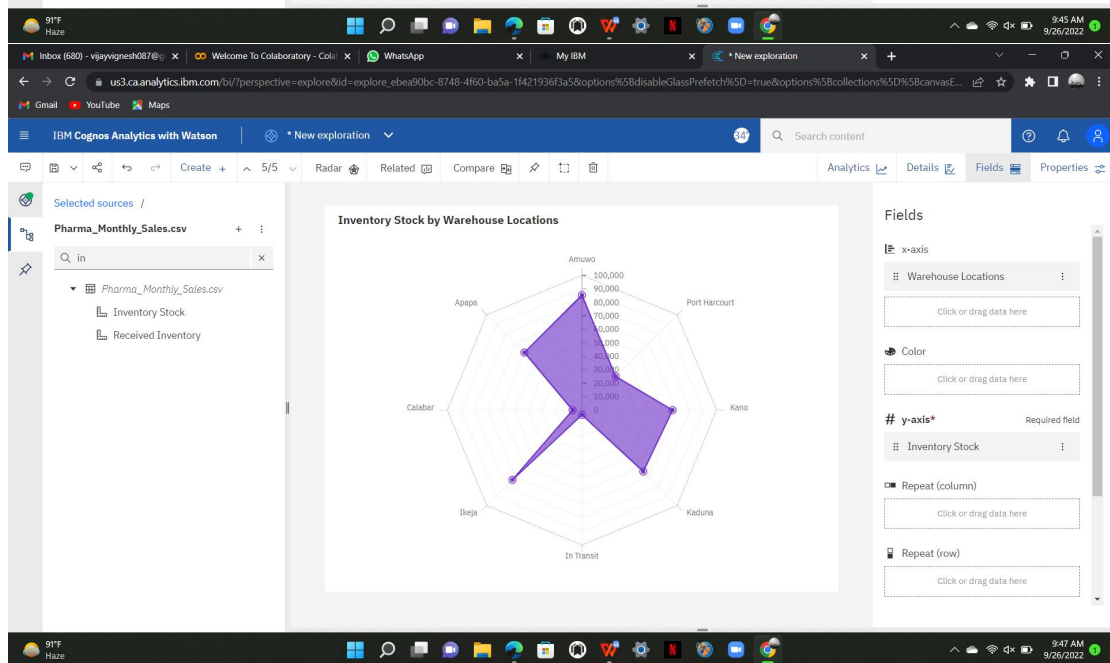 91°F
Haze
9:45 AM
9/26/2022
1
Inbox (680) - vijayvignesh087@g
Welcome To Colaboratory - Cola
WhatsApp
My IBM
* New exploration
us3.ca.analytics.ibm.com/bi/?perspective=explore&id=explore_ebea90bc-8748-4f60-ba5a-1f421936f3a5&options%5BdisableGlassPrefetch%5D=true&options%5Bcollections%5D%5BcanvasE...
Gmail YouTube Maps
IBM Cognos Analytics with Watson
* New exploration
34°
Search content
Create + 5/5 Radar Related Compare
Analytics Details Fields Properties
Selected sources /
Pharma_Monthly_Sales.csv
in
Pharma_Monthly_Sales.csv
Inventory Stock
Received Inventory
Inventory Stock by Warehouse Locations
Amuwo
100,000
90,000
80,000
70,000
60,000
50,000
40,000
30,000
20,000
10,000
0
Apapa
Port Harcourt
Calabar
Kano
Ikeja
Kaduna
In Transit
Fields
x-axis
Warehouse Locations
Click or drag data here
Color
Click or drag data here
# y-axis* Required field
Inventory Stock
Repeat (column)
Click or drag data here
Repeat (row)
Click or drag data here
91°F
Haze
9:47 AM
9/26/2022
1